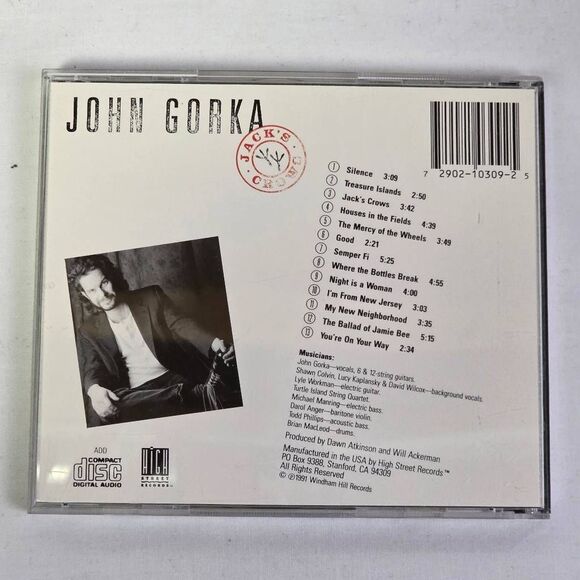 JOHN GORKA
JACK'S
CROWS
7 2902-10309-2 5
1 Silence 3:09
2 Treasure Islands 2:50
3 Jack's Crows 3:42
4 Houses in the Fields 4:39
5 The Mercy of the Wheels 3:49
6 Good 2:21
7 Semper Fi 5:25
8 Where the Bottles Break 4:55
9 Night is a Woman 4:00
10 I'm From New Jersey 3:03
11 My New Neighborhood 3:35
12 The Ballad of Jamie Bee 5:15
13 You're On Your Way 2:34
Musicians:
John Gorka—vocals, 6 & 12-string guitars.
Shawn Colvin, Lucy Kaplansky & David Wilcox—background vocals.
Lyle Workman—electric guitar.
Turtle Island String Quartet.
Michael Manring—electric bass.
Darol Anger—baritone violin.
Todd Phillips—acoustic bass.
Brian MacLeod—drums.
Produced by Dawn Atkinson and Will Ackerman
Manufactured in the USA by High Street Records™
PO Box 9388, Stanford, CA 94309
All Rights Reserved
© ℗1991 Windham Hill Records
ADD
COMPACT
disc
DIGITAL AUDIO
HIGH
STREET
RECORDS